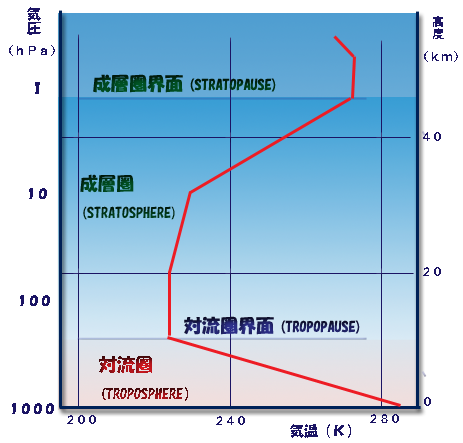 気圧
(hPa)
高度
(km)
1
成層圏界面 (STRATOPAUSE)
40
成層圏
(STRATOSPHERE)
10
20
100
対流圏界面 (TROPOPAUSE)
対流圏
(TROPOSPHERE)
1000
0
200
240
280
気温 (K)